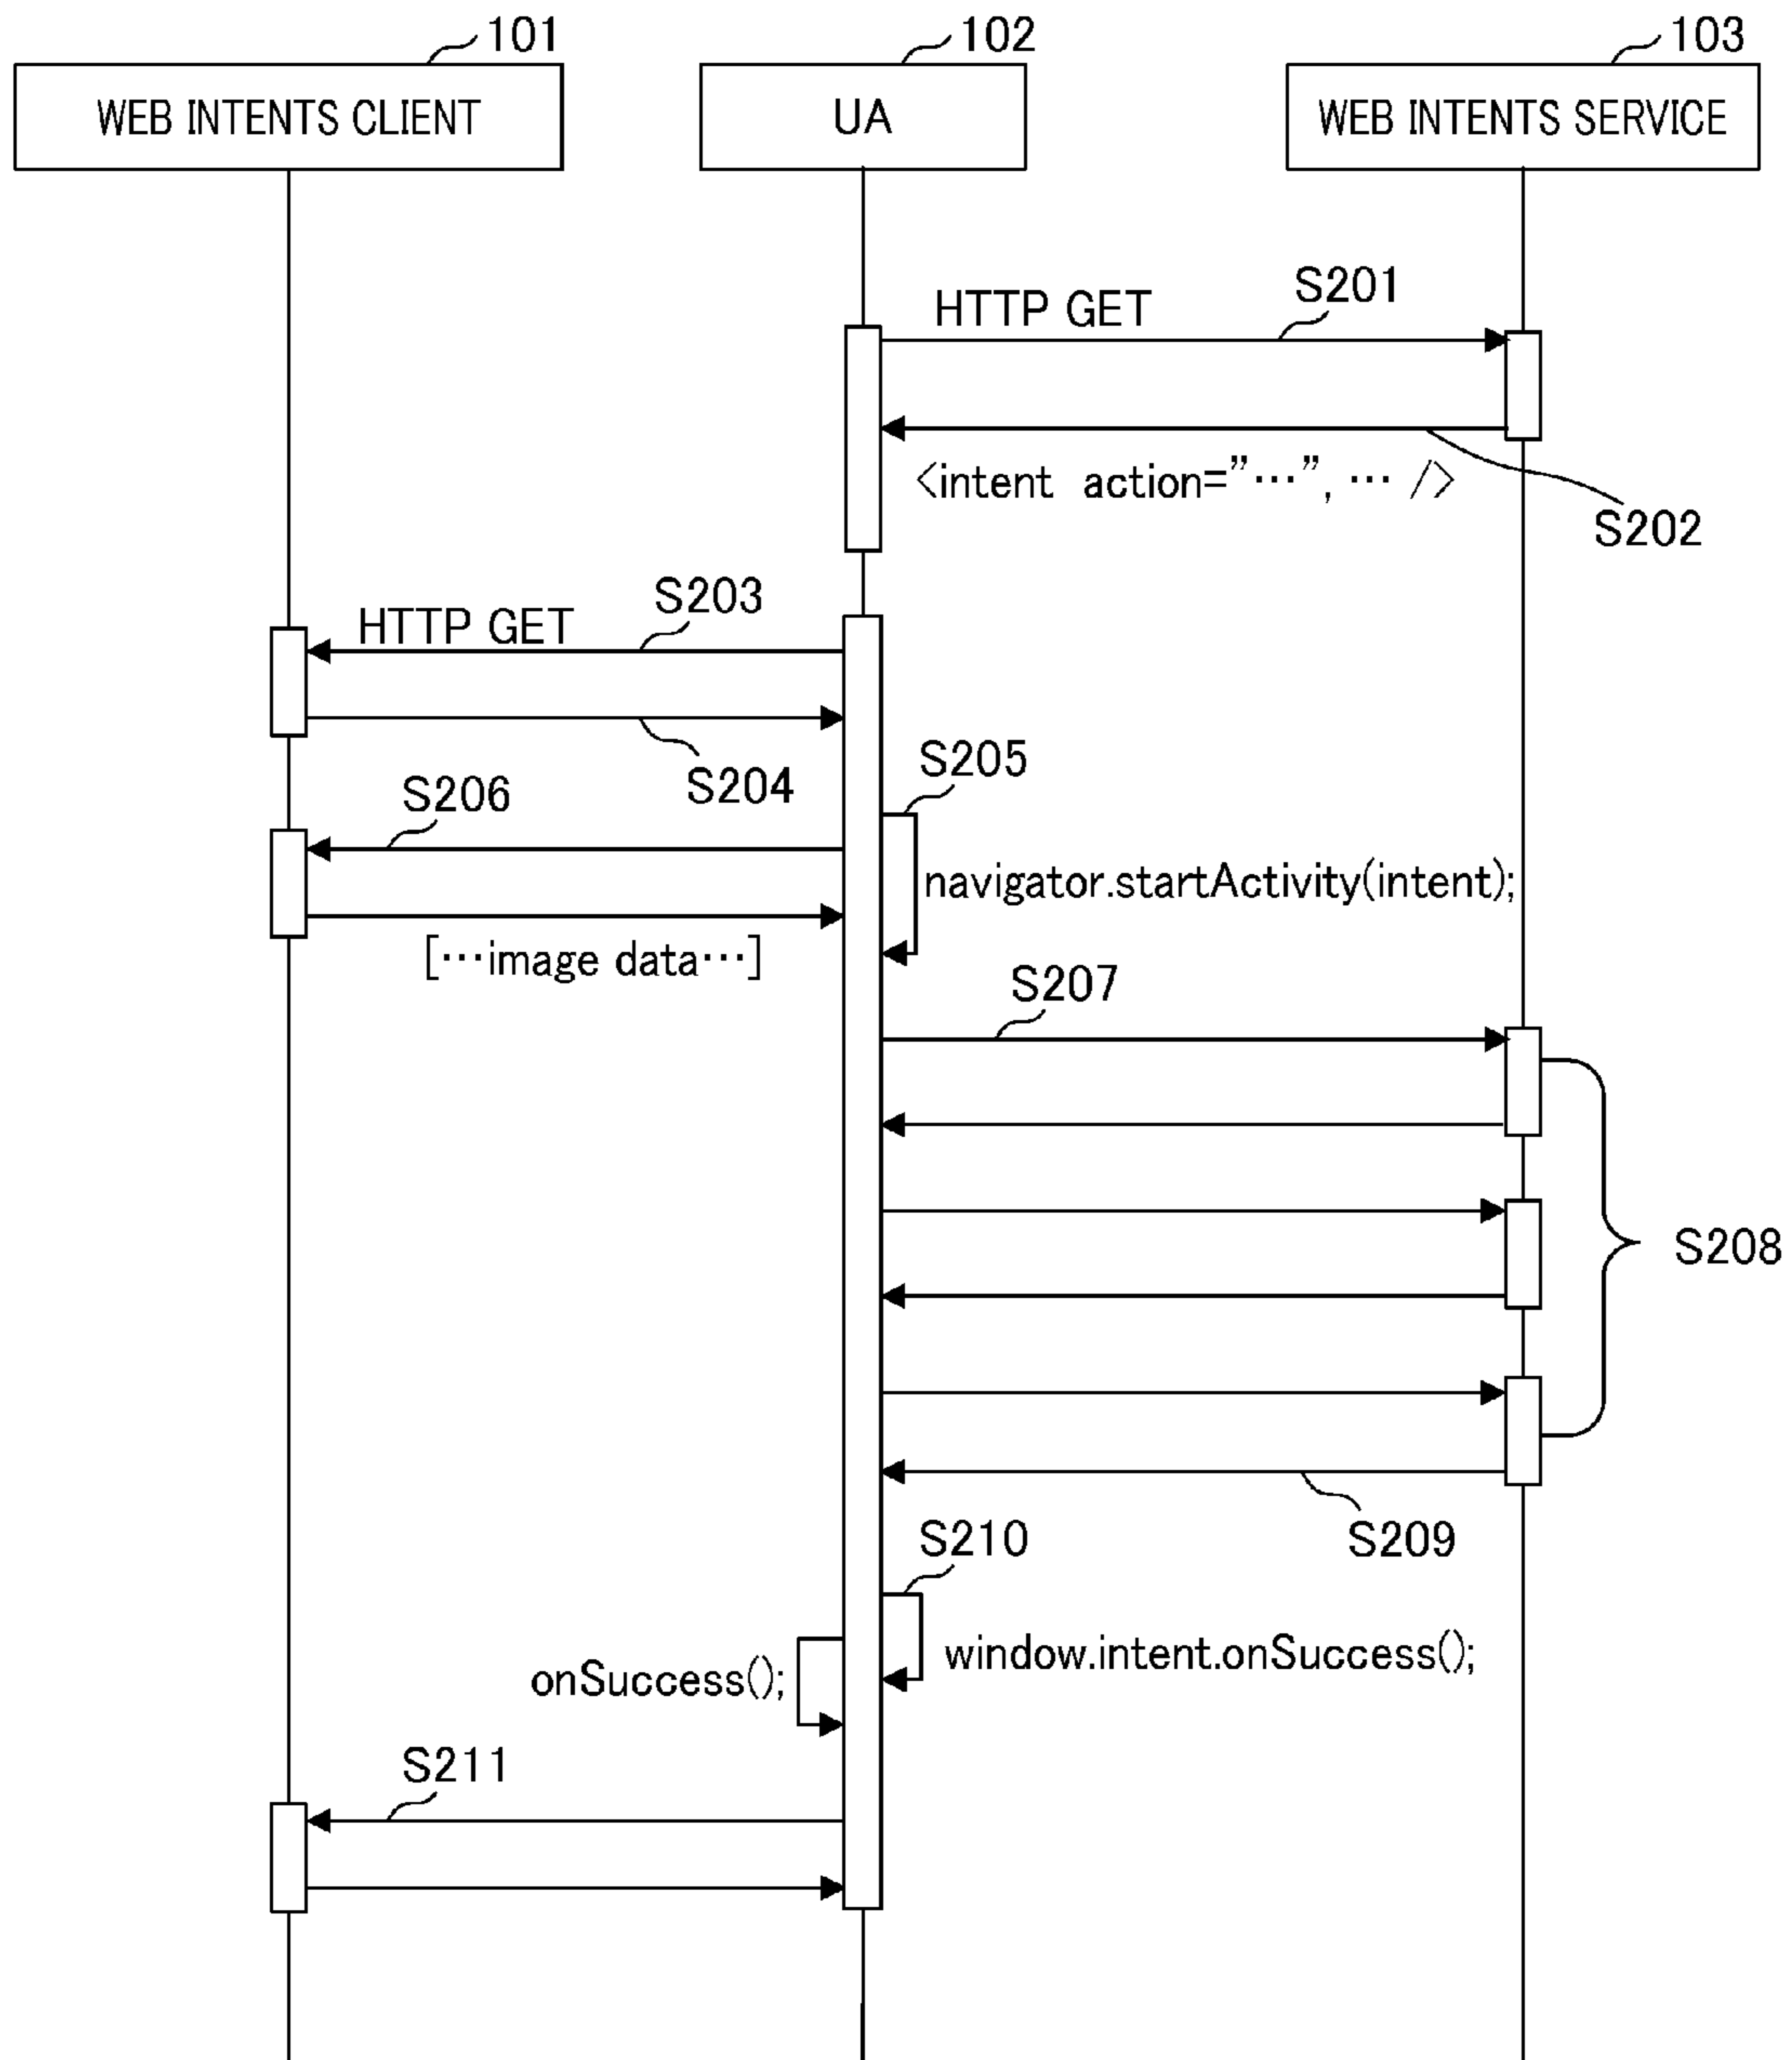 101
102
103
WEB INTENTS CLIENT
UA
WEB INTENTS SERVICE
S201
HTTP GET
<intent action="…", … />
S202
S203
HTTP GET
S204
S205
S206
navigator.startActivity(intent);
[…image data…]
S207
S208
S209
S210
window.intent.onSuccess();
onSuccess();
S211